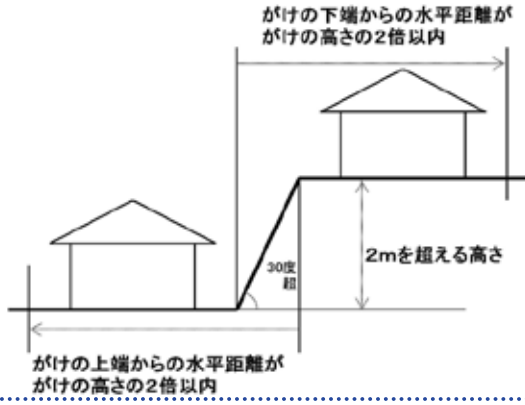 がけの下端からの水平距離が
がけの高さの2倍以内
2mを超える高さ
30度
超
がけの上端からの水平距離が
がけの高さの2倍以内